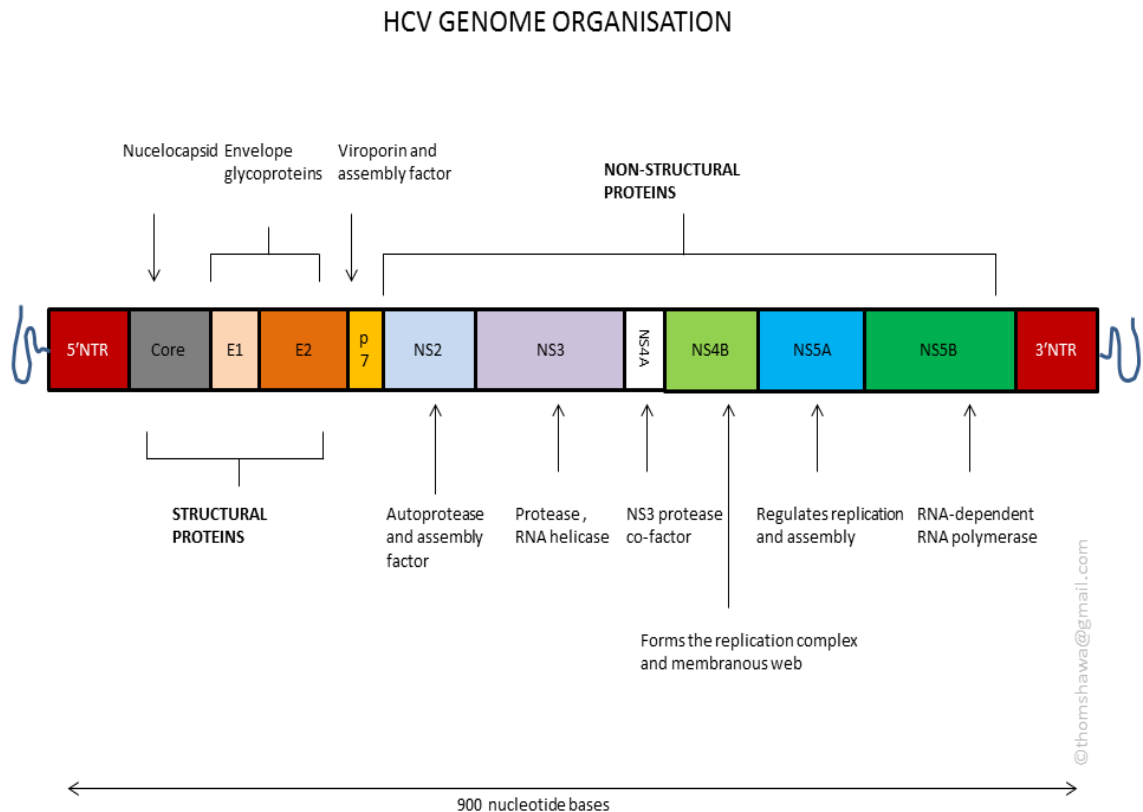 HCV GENOME ORGANISATION
Nucelocapsid
Envelope
glycoproteins
Viroporin and
assembly factor
NON-STRUCTURAL
PROTEINS
5'NTR
Core
E1
E2
p
7
NS2
NS3
NS4A
NS4B
NS5A
NS5B
3'NTR
STRUCTURAL
PROTEINS
Autoprotease
and assembly
factor
Protease ,
RNA helicase
NS3 protease
co-factor
Regulates replication
and assembly
RNA-dependent
RNA polymerase
Forms the replication complex
and membranous web
©thomshawa@gmail.com
900 nucleotide bases